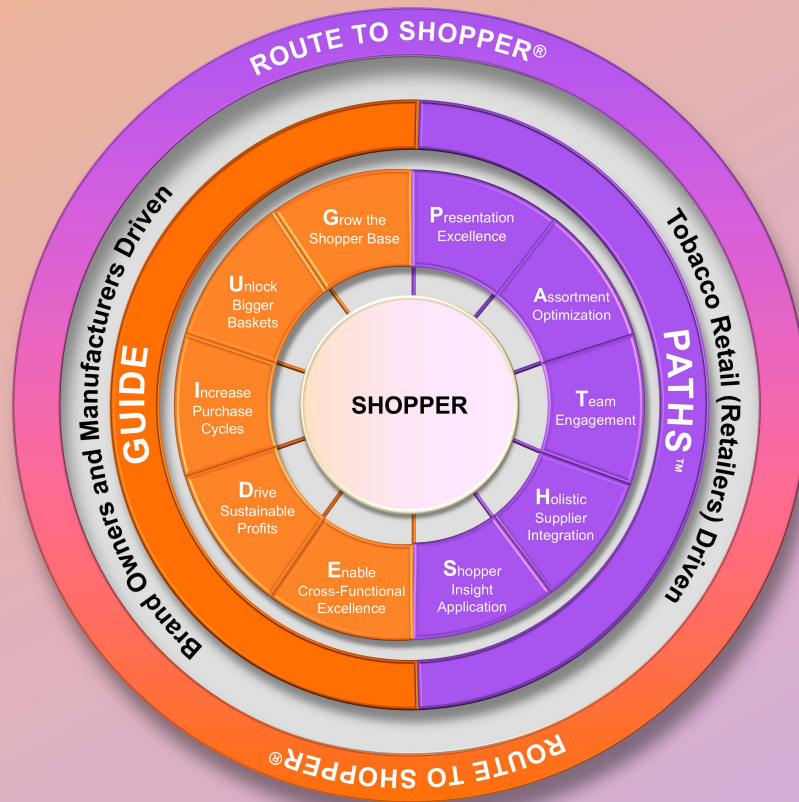 ROUTE TO SHOPPER®
Brand Owners and Manufacturers Driven
GUIDE
Grow the
Shopper Base
Unlock
Bigger
Baskets
Increase
Purchase
Cycles
Drive
Sustainable
Profits
Enable
Cross-Functional
Excellence
SHOPPER
Presentation
Excellence
Assortment
Optimization
Team
Engagement
Holistic
Supplier
Integration
Shopper
Insight
Application
PATHS™
Tobacco Retail (Retailers) Driven
ROUTE TO SHOPPER®